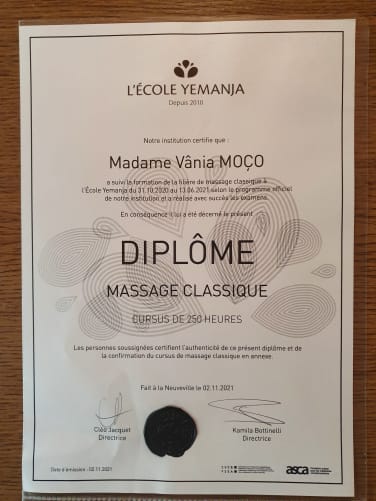 L'ÉCOLE YEMANJA
Depuis 2010
Notre institution certifie que :
Madame Vânia MOÇO
a suivi la formation de la filière de massage classique à
l'École Yemanja du 31.10.2020 au 13.06.2021 selon le programme officiel
de notre institution et a réalisé avec succès les examens.
En conséquence il lui a été décerné le présent
DIPLÔME
MASSAGE CLASSIQUE
CURSUS DE 250 HEURES
Les personnes soussignées certifient l'authenticité de ce présent diplôme et de
la confirmation du cursus de massage classique en annexe.
Fait à la Neuveville le 02.11.2021
Cléo Jacquet
Directrice
Kamila Bottinelli
Directrice
Date d'émission : 02.11.2021
asca